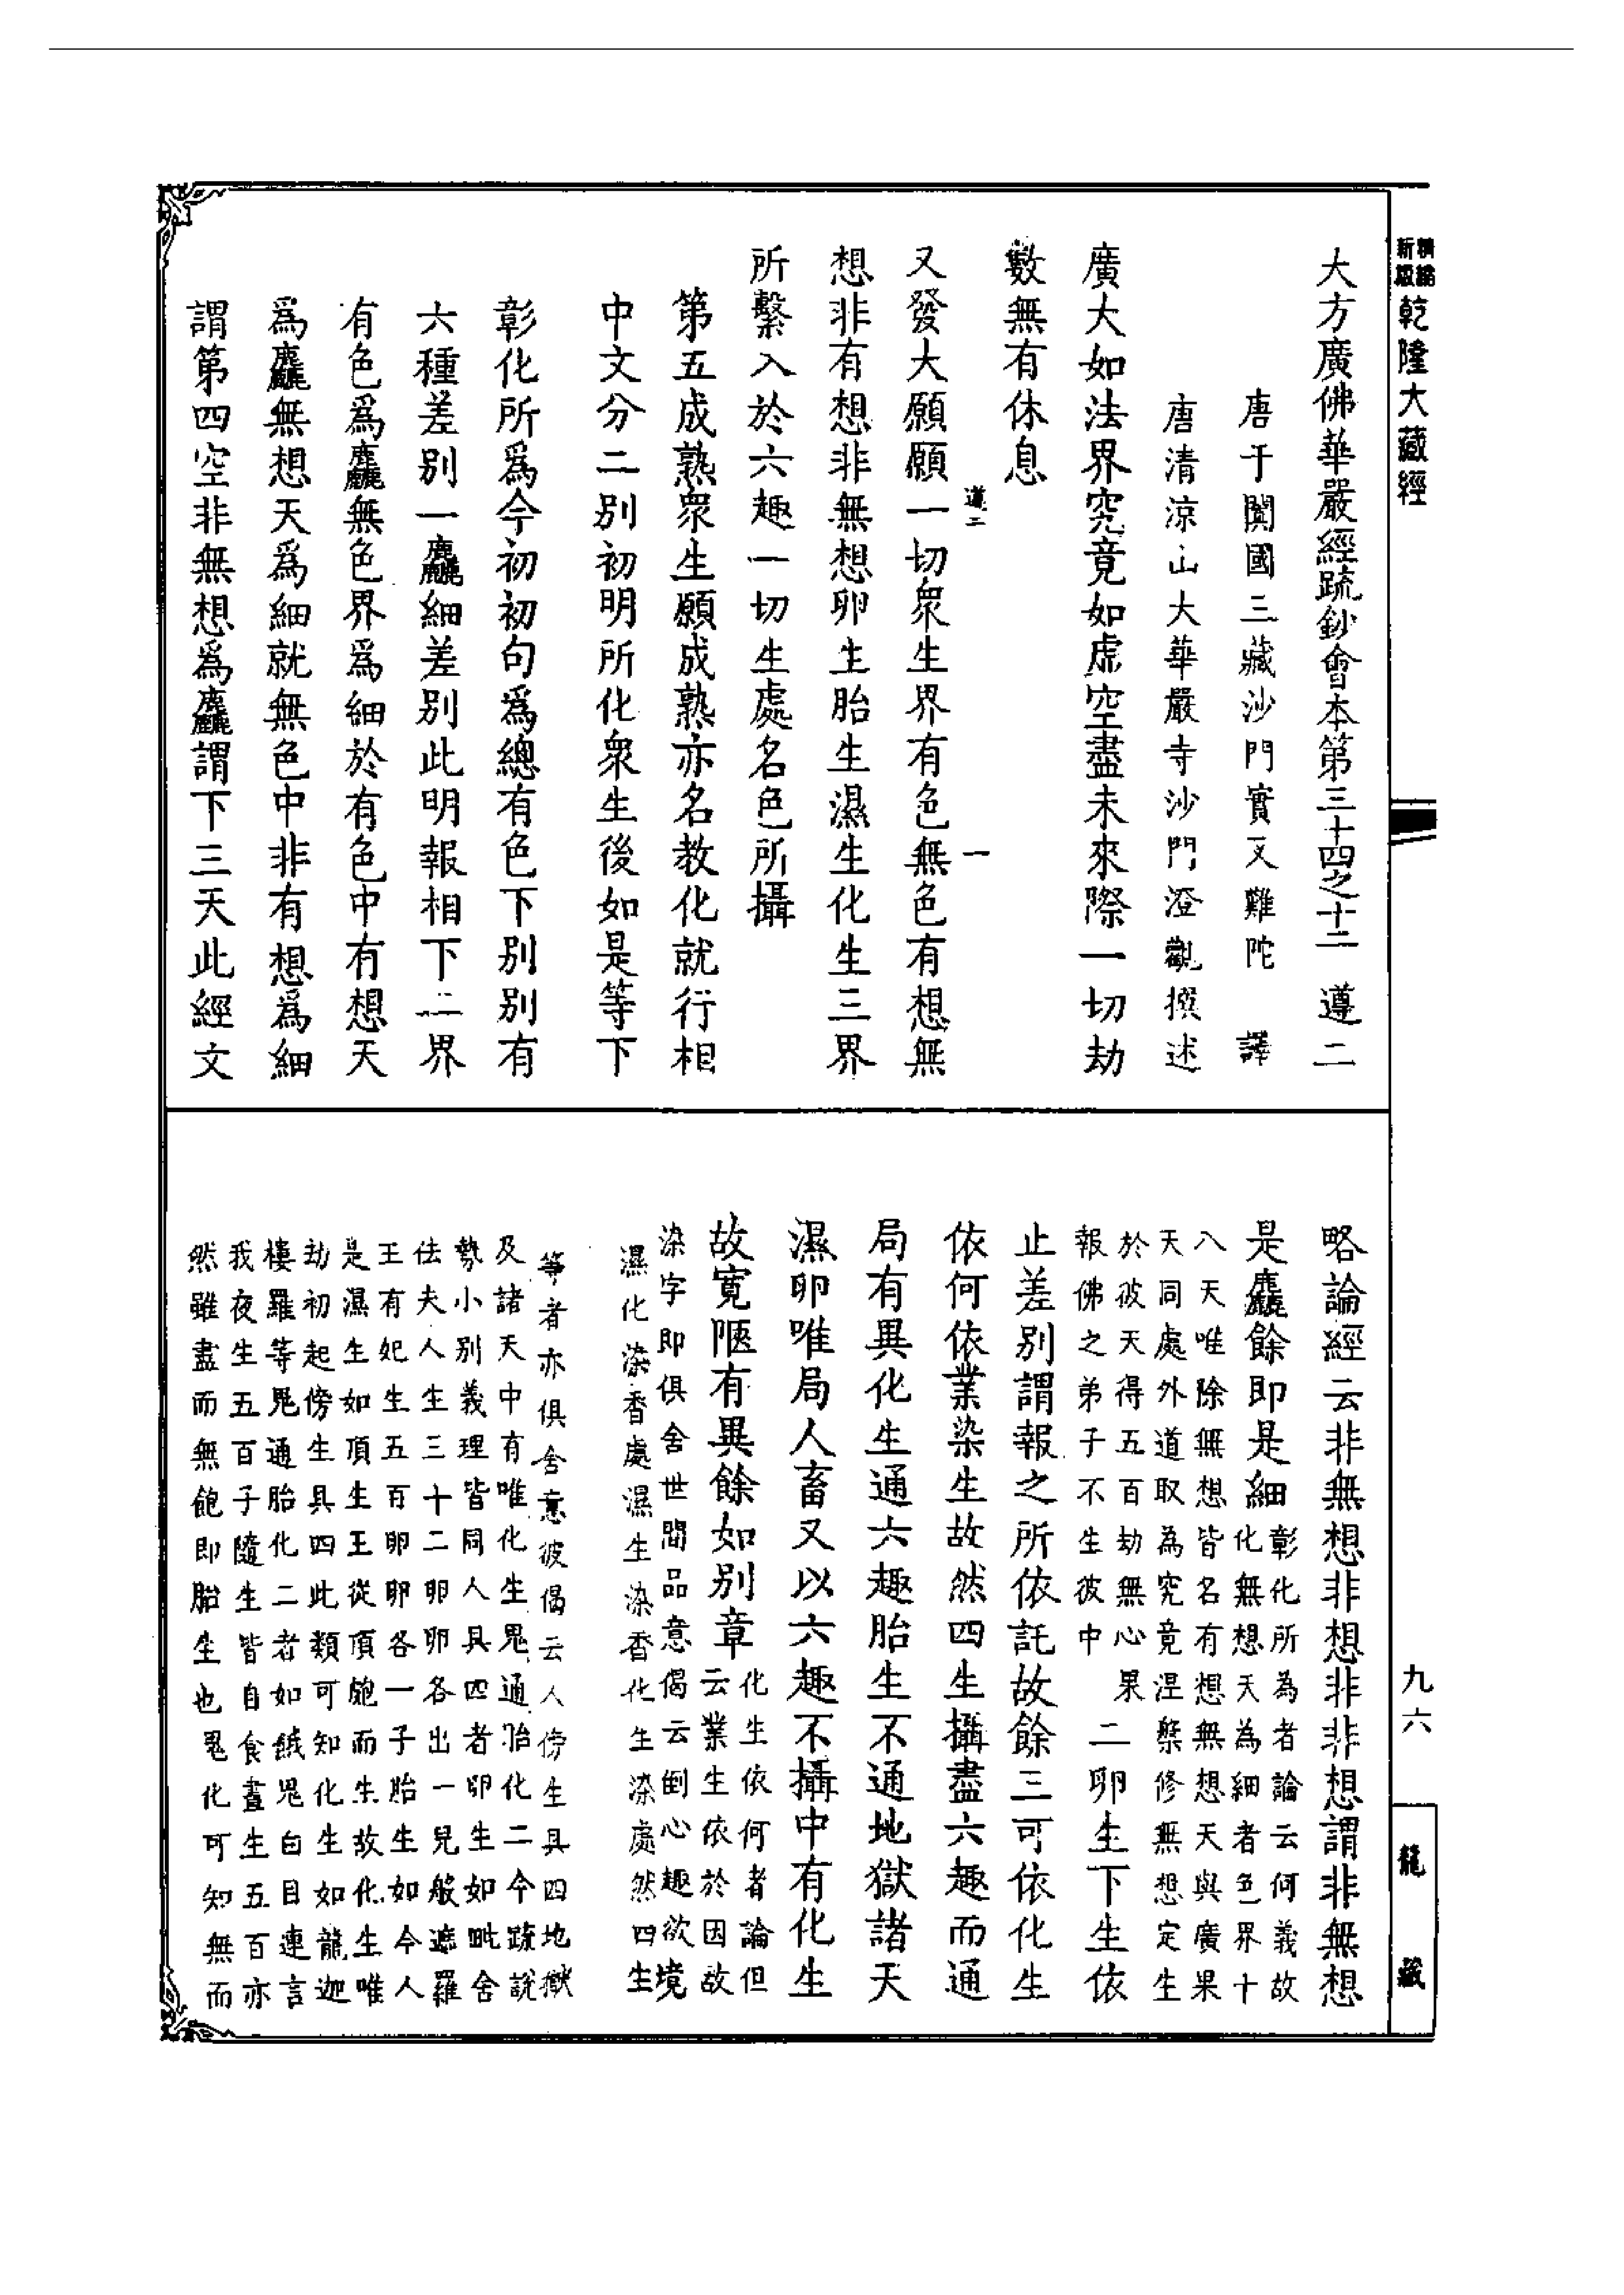 乾隆大藏經
大方廣佛華嚴經疏鈔會本第三十四之十二　遵二
唐于闐國三藏沙門實叉難陀　譯
唐清涼山大華嚴寺沙門澄觀撰述
廣大如法界究竟如虛空盡未來際一切劫
數無有休息
遵二　一
又發大願願一切眾生界有色無色有想無
想非有想非無想卵生胎生濕生化生三界
所繫入於六趣一切生處名色所攝
第五成熟眾生願成熟亦名教化就行相
中文分二別初明所化眾生後如是等下
彰化所爲今初初句爲總有色下別別有
六種差別一麤細差別此明報相下二界
有色爲麤無色界爲細於有色中有想天
爲麤無想天爲細就無色中非有想爲細
謂第四空非無想爲麤謂下三天此經文
略論經云非無想非想非非想謂非無想
是麤餘即是細
彰化所為者論云何義故
化無想天為細者色界十
八天唯除無想皆名有想無想天與廣果
天同處外道取為究竟涅槃修無想定生
於彼天得五百劫無心果
報佛之弟子不生彼中
二卵生下生依
止差別謂報之所依託故餘三可依化生
依何依業染生故然四生攝盡六趣而通
局有異化生通六趣胎生不通地獄諸天
濕卵唯局人畜又以六趣不攝中有化生
故寬陿有異餘如別章
化生依何者論但
云業生依於因故
染字即俱舍世間品意偈云倒心趣欲境
濕化染香處濕生染香化生染處然四生
等者亦俱舍意彼偈云人傍生具四地獄
及諸天中有唯化生鬼通胎化二今疏說
勢小別義理皆同人具四者卵生如毗舍
佉夫人生三十二卵卵各出一兒般遮羅
王有妃生五百卵卵各一子胎生如今人
是濕生如頂生王從頂皰而生故化生唯
劫初起傍生具四此類可知化生如龍迦
樓羅等鬼通胎化二者如餓鬼白目連言
我夜生五百子隨生皆自食晝生五百亦
然雖盡而無飽即胎生也鬼化可知無而
九六
龍藏